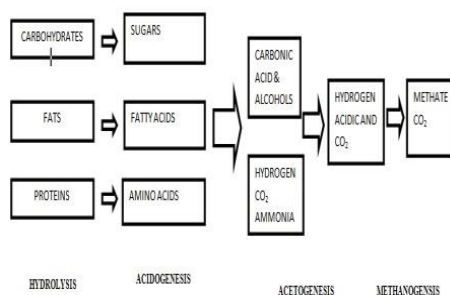 CARBOHYDRATES
SUGARS
FATS
FATTY ACIDS
PROTEINS
AMINO ACIDS
CARBONIC
ACID &
ALCOHOLS
HYDROGEN
CO₂
AMMONIA
HYDROGEN
ACIDIC AND
CO₂
METHATE
CO₂
HYDROLYSIS
ACIDOGENESIS
ACETOGENESIS
METHANOGENSIS